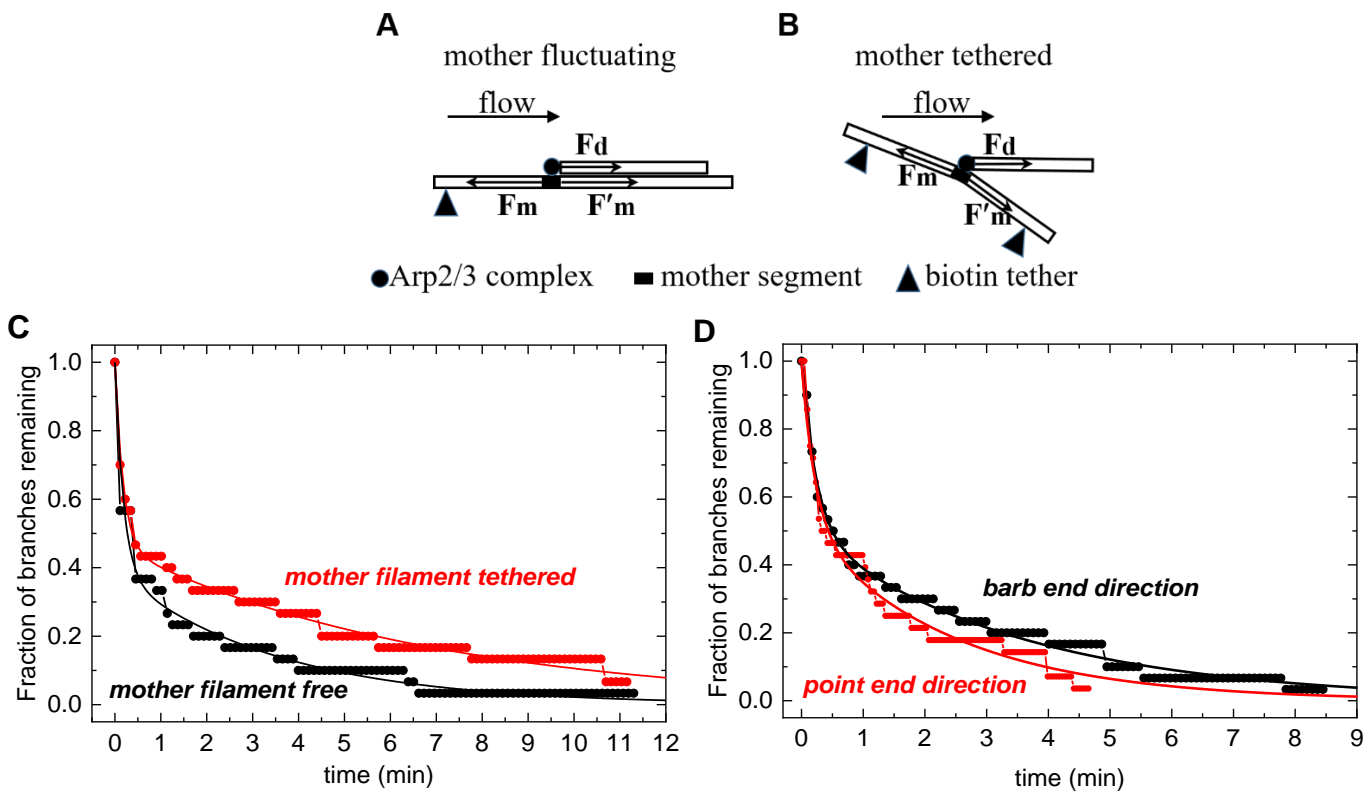 A
mother fluctuating
flow
Fd
Fm
F'm
B
mother tethered
flow
Fd
Fm
F'm
Arp2/3 complex
mother segment
biotin tether
C
Fraction of branches remaining
1.0
0.8
0.6
0.4
0.2
0.0
mother filament tethered
mother filament free
0 1 2 3 4 5 6 7 8 9 10 11 12
time (min)
D
Fraction of branches remaining
1.0
0.8
0.6
0.4
0.2
0.0
barb end direction
point end direction
0 1 2 3 4 5 6 7 8 9
time (min)